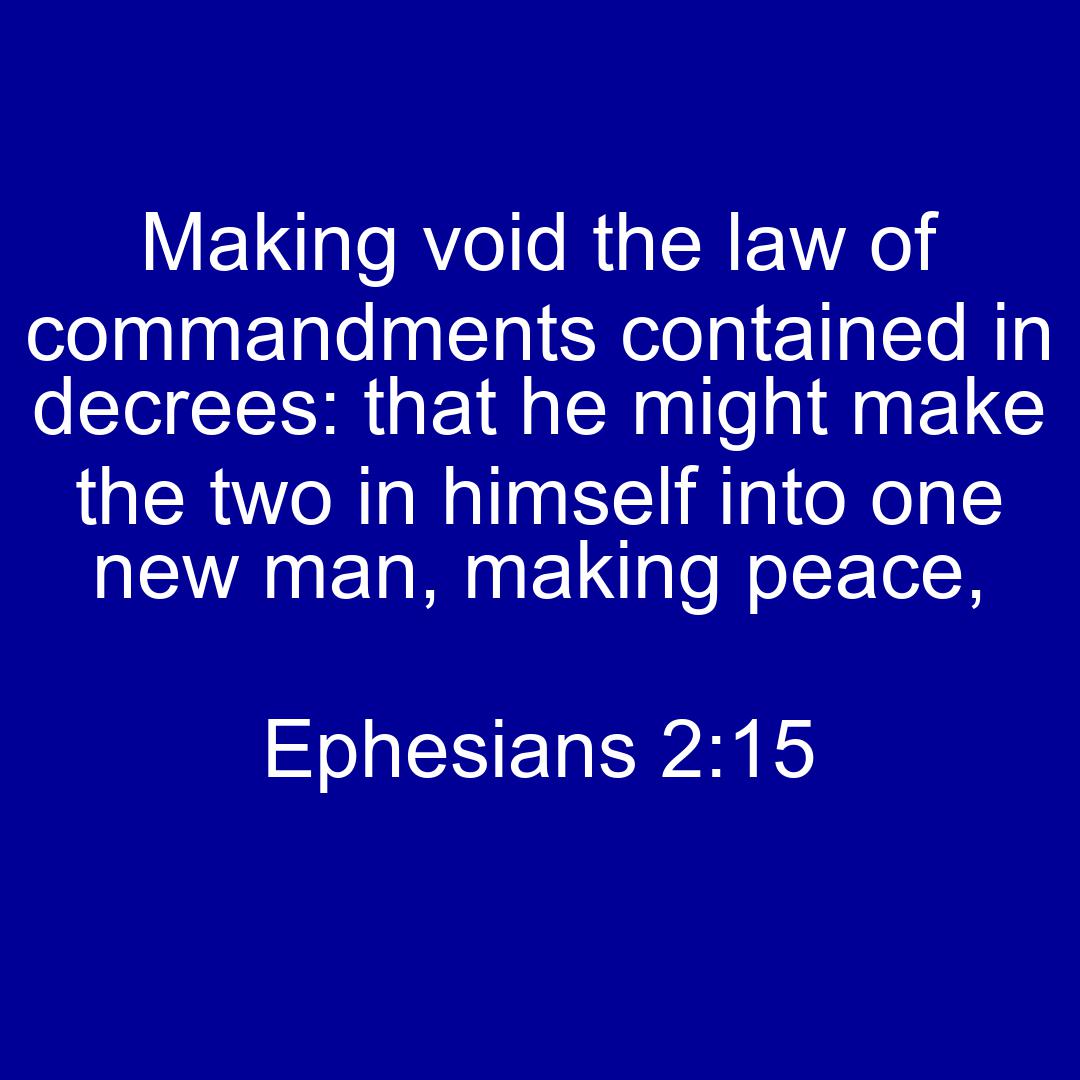 Making void the law of
commandments contained in
decrees: that he might make
the two in himself into one
new man, making peace,
Ephesians 2:15